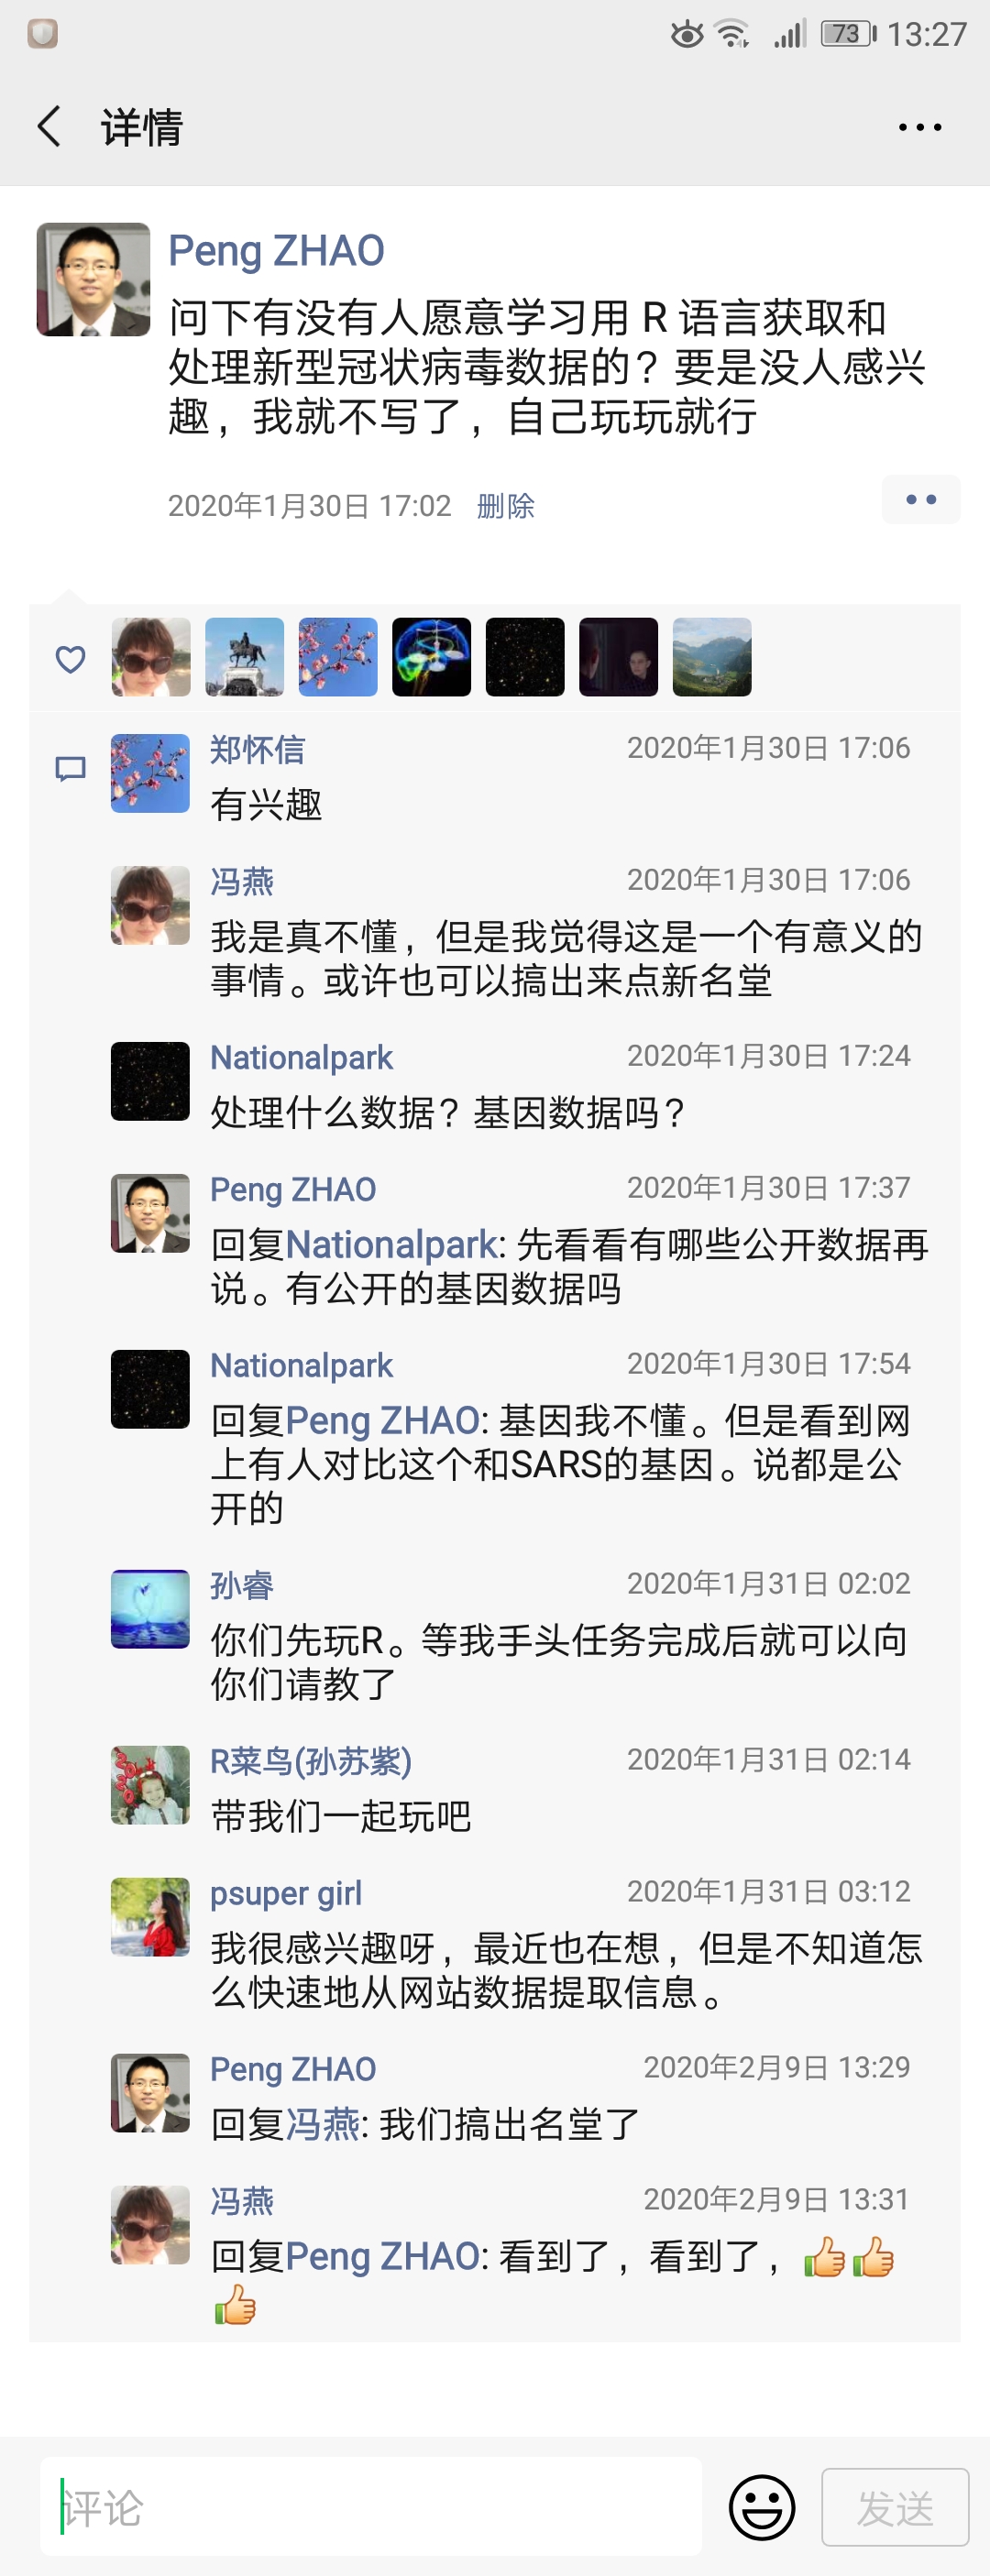 73 13:27
详情
Peng ZHAO
问下有没有人愿意学习用 R 语言获取和
处理新型冠状病毒数据的？要是没人感兴
趣，我就不写了，自己玩玩就行
2020年1月30日 17:02 删除
郑怀信 2020年1月30日 17:06
有兴趣
冯燕 2020年1月30日 17:06
我是真不懂，但是我觉得这是一个有意义的
事情。或许也可以搞出来点新名堂
Nationalpark 2020年1月30日 17:24
处理什么数据？基因数据吗？
Peng ZHAO 2020年1月30日 17:37
回复Nationalpark: 先看看有哪些公开数据再
说。有公开的基因数据吗
Nationalpark 2020年1月30日 17:54
回复Peng ZHAO: 基因我不懂。但是看到网
上有人对比这个和SARS的基因。说都是公
开的
孙睿 2020年1月31日 02:02
你们先玩R。等我手头任务完成后就可以向
你们请教了
R菜鸟(孙苏紫) 2020年1月31日 02:14
带我们一起玩吧
psuper girl 2020年1月31日 03:12
我很感兴趣呀，最近也在想，但是不知道怎
么快速地从网站数据提取信息。
Peng ZHAO 2020年2月9日 13:29
回复冯燕: 我们搞出名堂了
冯燕 2020年2月9日 13:31
回复Peng ZHAO: 看到了，看到了，👍👍
👍
评论 发送